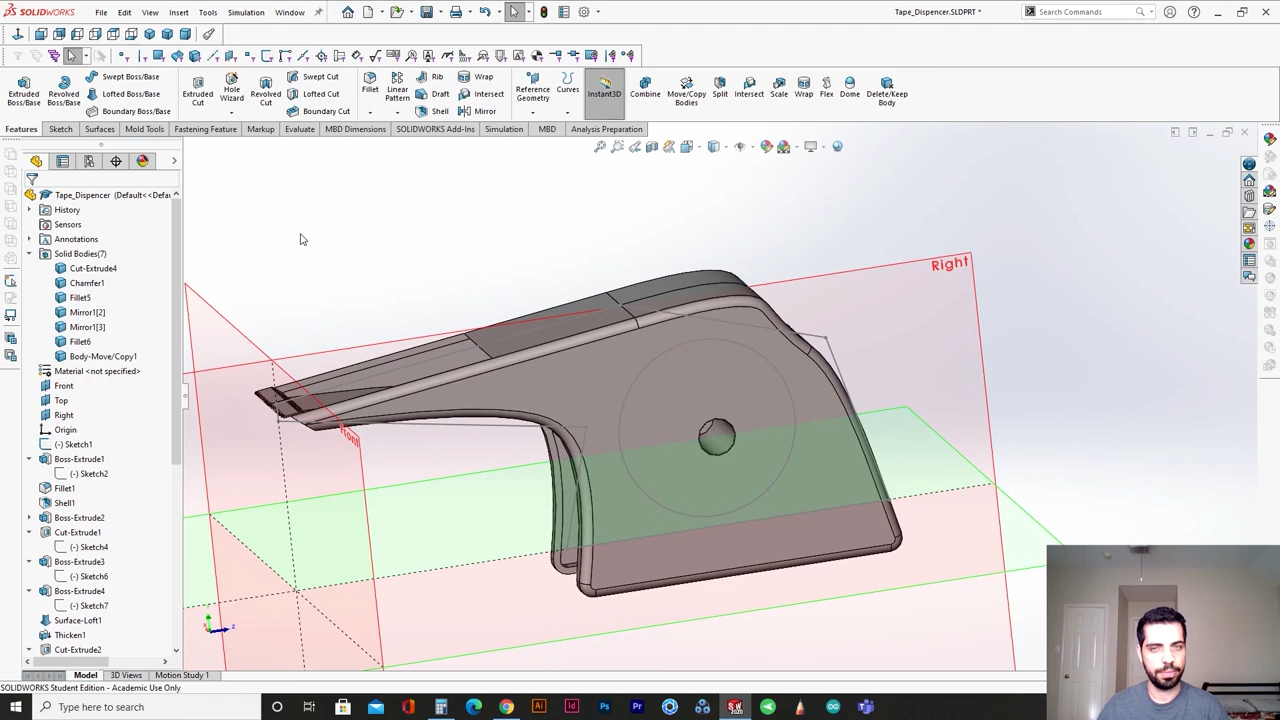 SOLIDWORKS File Edit View Insert Tools Simulation Window Tape_Dispenser.SLDPRT * Search Commands
Extruded Boss/Base
Revolved Boss/Base
Swept Boss/Base
Lofted Boss/Base
Boundary Boss/Base
Extruded Cut
Hole Wizard
Revolved Cut
Swept Cut
Lofted Cut
Boundary Cut
Fillet
Linear Pattern
Rib
Draft
Shell
Wrap
Intersect
Mirror
Reference Geometry
Curves
Instant3D
Combine
Move/Copy Bodies
Split
Intersect
Scale
Wrap
Flex
Dome
Delete/Keep Body
Features Sketch Surfaces Mold Tools Fastening Feature Markup Evaluate MBD Dimensions SOLIDWORKS Add-Ins Simulation MBD Analysis Preparation
Tape_Dispenser (Default<<Defau
History
Sensors
Annotations
Solid Bodies(7)
Cut-Extrude4
Chamfer1
Fillet5
Mirror1[2]
Mirror1[3]
Fillet6
Body-Move/Copy1
Material <not specified>
Front
Top
Right
Origin
(-) Sketch1
Boss-Extrude1
(-) Sketch2
Fillet1
Shell1
Boss-Extrude2
Cut-Extrude1
(-) Sketch4
Boss-Extrude3
(-) Sketch6
Boss-Extrude4
(-) Sketch7
Surface-Loft1
Thicken1
Cut-Extrude2
Right
Front
Y
X
Z
Model 3D Views Motion Study 1
SOLIDWORKS Student Edition - Academic Use Only
Type here to search